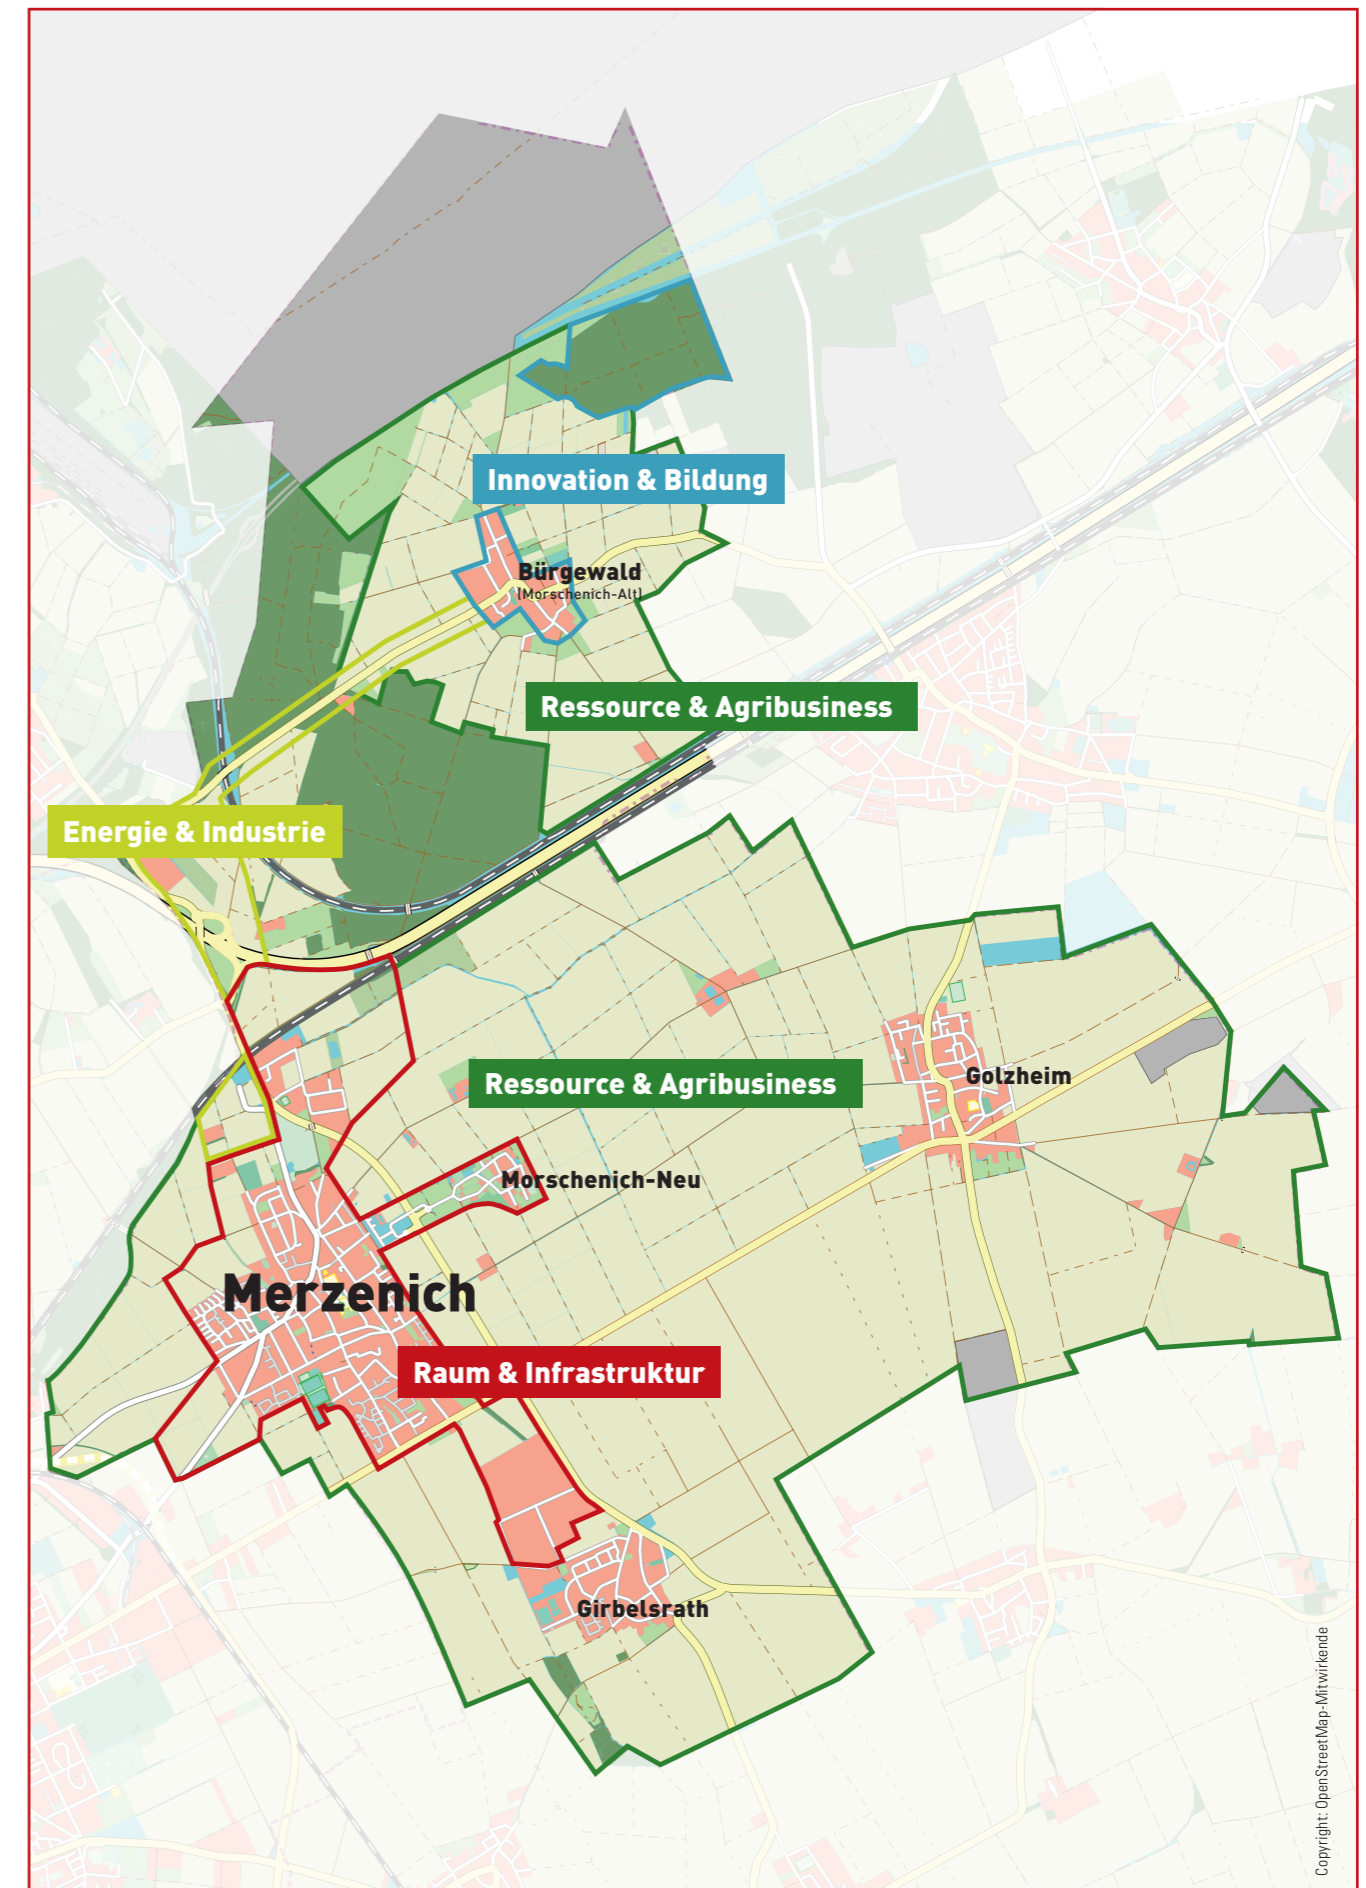 Innovation & Bildung
Bürgewald
(Morschenich-Alt)
Ressource & Agribusiness
Energie & Industrie
Ressource & Agribusiness
Golzheim
Morschenich-Neu
Merzenich
Raum & Infrastruktur
Girbelsrath
Copyright: OpenStreetMap-Mitwirkende